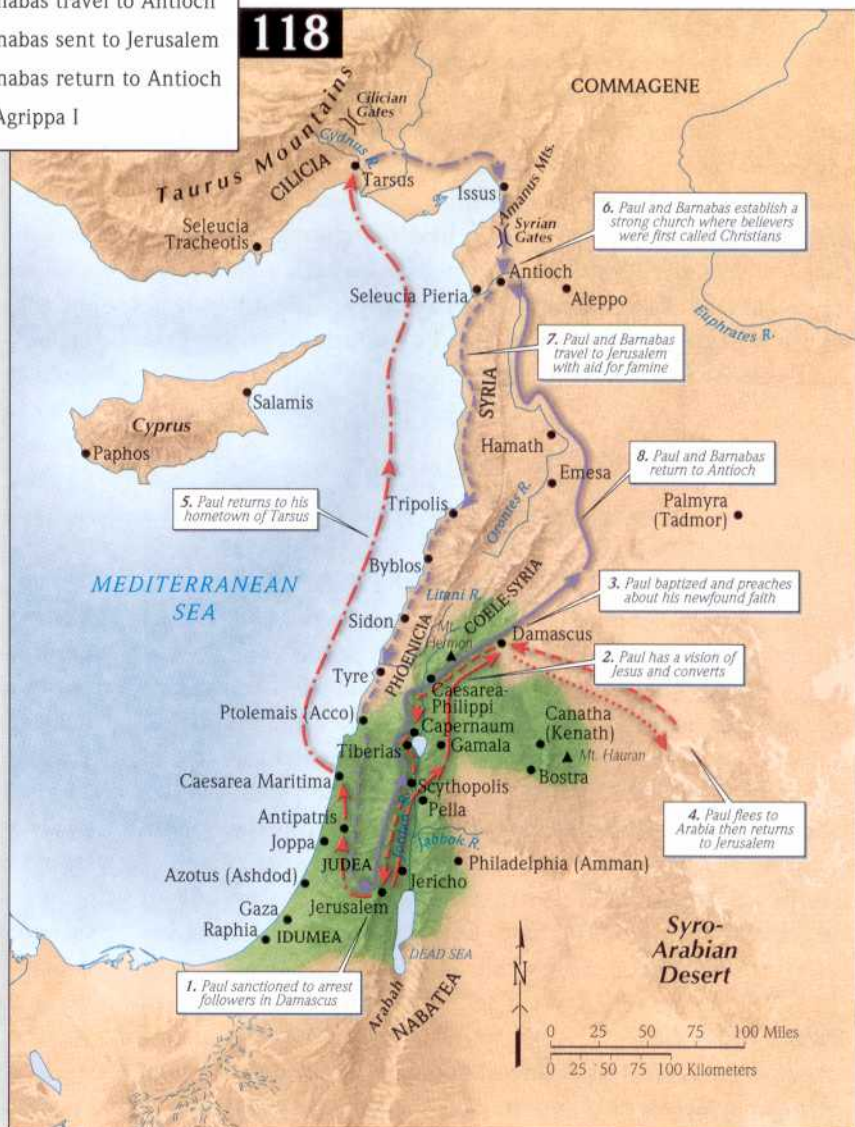 nabas travel to Antioch
nabas sent to Jerusalem
nabas return to Antioch
Agrippa I
118
COMMAGENE
Cilician
Gates
Cydnus R.
Taurus Mountains
CILICIA
Tarsus
Issus
Amanus Mts.
Seleucia
Tracheotis
Syrian
Gates
6. Paul and Barnabas establish a
strong church where believers
were first called Christians
Antioch
Seleucia Pieria
Aleppo
Euphrates R.
7. Paul and Barnabas
travel to Jerusalem
with aid for famine
SYRIA
Salamis
Cyprus
Paphos
Hamath
Emesa
8. Paul and Barnabas
return to Antioch
5. Paul returns to his
hometown of Tarsus
Tripolis
Orontes R.
Palmyra
(Tadmor)
Byblos
MEDITERRANEAN
SEA
Litani R.
COELE-SYRIA
3. Paul baptized and preaches
about his newfound faith
Sidon
PHOENICIA
Mt.
Hermon
Damascus
2. Paul has a vision of
Jesus and converts
Tyre
Caesarea-
Philippi
Ptolemais (Acco)
Capernaum
Canatha
(Kenath)
Tiberias
Gamala
Mt. Hauran
Caesarea Maritima
Scythopolis
Bostra
Pella
4. Paul flees to
Arabia then returns
to Jerusalem
Antipatris
Jordan R.
Joppa
Jabbok R.
JUDEA
Philadelphia (Amman)
Azotus (Ashdod)
Jericho
Gaza
Jerusalem
Raphia
IDUMEA
Syro-
Arabian
Desert
DEAD SEA
N
1. Paul sanctioned to arrest
followers in Damascus
Arabah
NABATEA
0 25 50 75 100 Miles
0 25 50 75 100 Kilometers